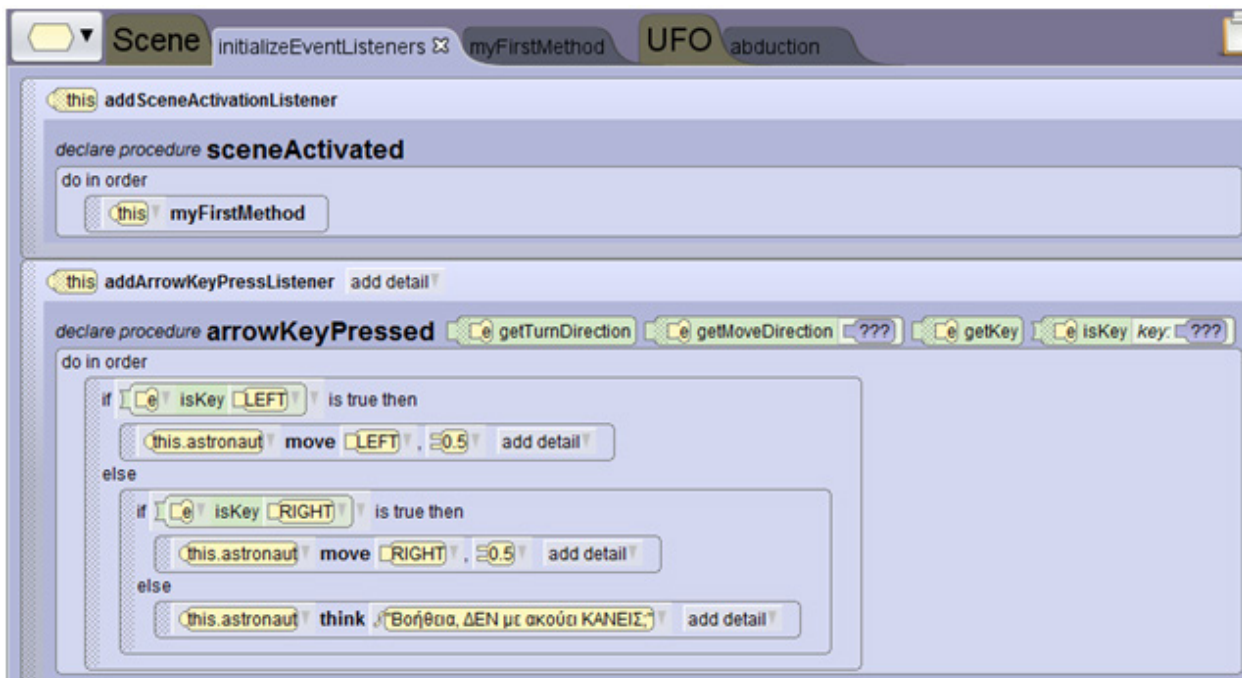 Scene initializeEventListeners myFirstMethod UFO abduction
this addSceneActivationListener
declare procedure sceneActivated
do in order
this myFirstMethod
this addArrowKeyPressListener add detail
declare procedure arrowKeyPressed e getTurnDirection e getMoveDirection ??? e getKey e isKey key: ???
do in order
if e isKey LEFT is true then
this.astronaut move LEFT , 0.5 add detail
else
if e isKey RIGHT is true then
this.astronaut move RIGHT , 0.5 add detail
else
this.astronaut think "Βοήθεια, ΔΕΝ με ακούει ΚΑΝΕΙΣ;" add detail